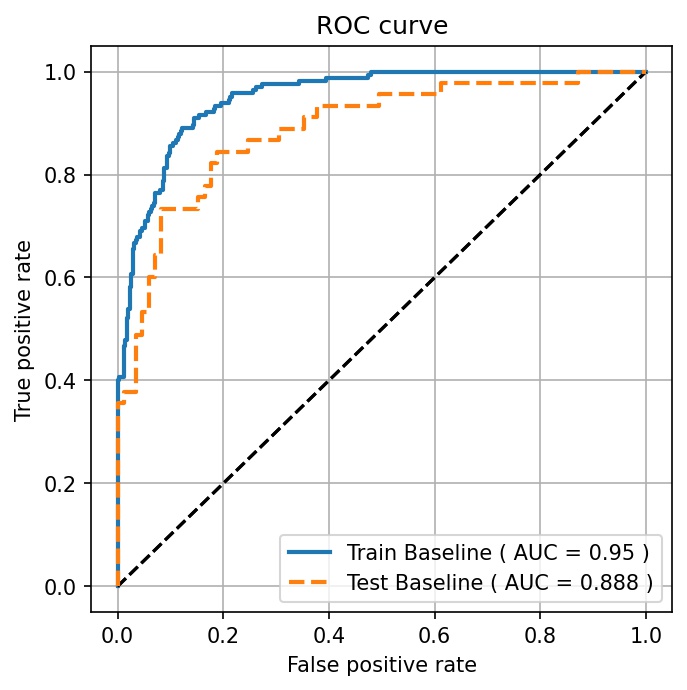 ROC curve
True positive rate
1.0
0.8
0.6
0.4
0.2
0.0
Train Baseline ( AUC = 0.95 )
Test Baseline ( AUC = 0.888 )
0.0 0.2 0.4 0.6 0.8 1.0
False positive rate